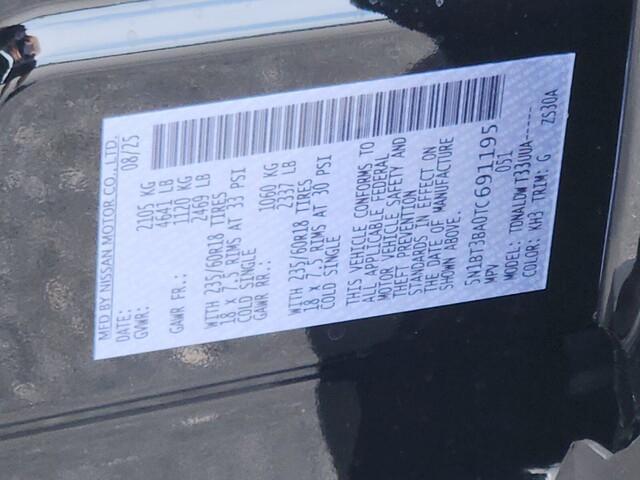 MFD BY NISSAN MOTOR CO., LTD.
DATE: 08/25
GVWR: 2105 KG
4641 LB
GAWR FR.: 1120 KG
2469 LB
WITH 235/60R18 TIRES
18 x 7.5 RIMS AT 33 PSI
COLD SINGLE
GAWR RR.: 1060 KG
2337 LB
WITH 235/60R18 TIRES
18 x 7.5 RIMS AT 30 PSI
COLD SINGLE
THIS VEHICLE CONFORMS TO
ALL APPLICABLE FEDERAL
MOTOR VEHICLE SAFETY AND
THEFT PREVENTION
STANDARDS IN EFFECT ON
THE DATE OF MANUFACTURE
SHOWN ABOVE.
5N1BT3BA0TC691195
MPV 051
MODEL: TDNALDWT33UUA------
COLOR: KH3 TRIM: G ZS30A